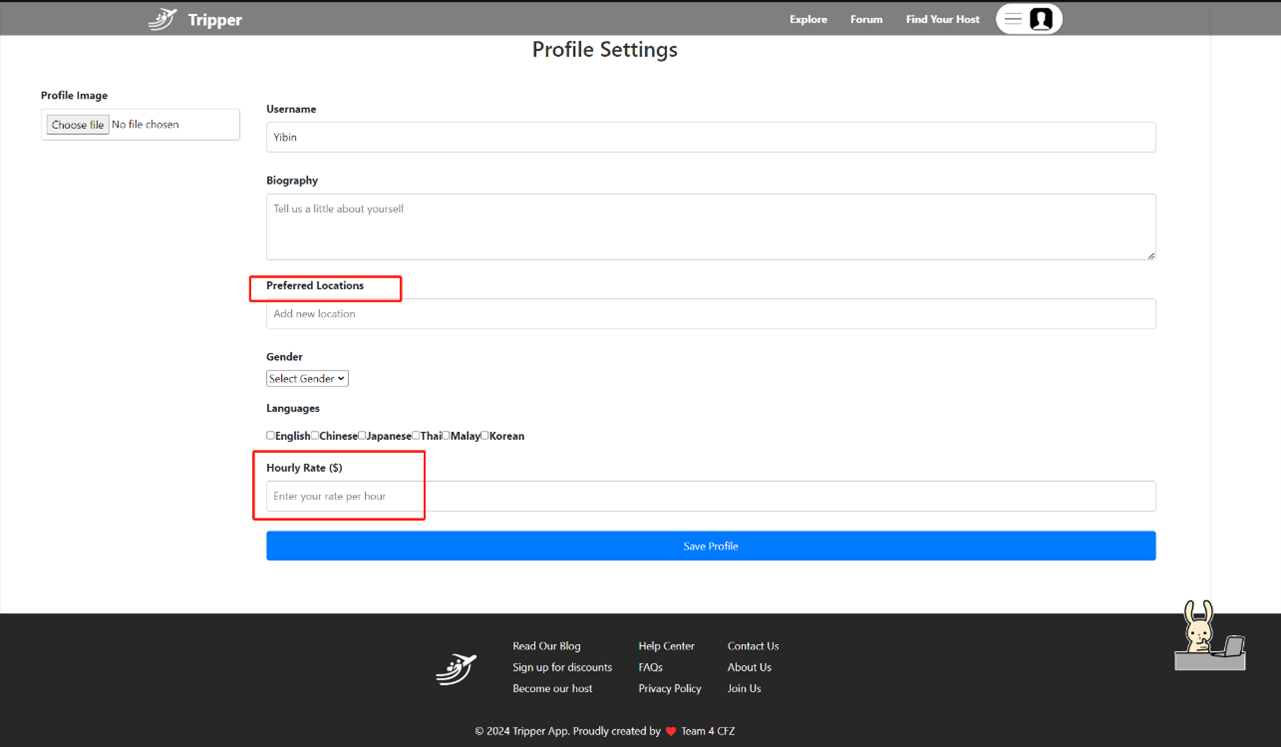 Tripper
Explore Forum Find Your Host
Profile Settings
Profile Image
Choose file No file chosen
Username
Yibin
Biography
Tell us a little about yourself
Preferred Locations
Add new location
Gender
Select Gender
Languages
English Chinese Japanese Thai Malay Korean
Hourly Rate ($)
Enter your rate per hour
Save Profile
Read Our Blog Help Center Contact Us
Sign up for discounts FAQs About Us
Become our host Privacy Policy Join Us
© 2024 Tripper App. Proudly created by ❤ Team 4 CFZ